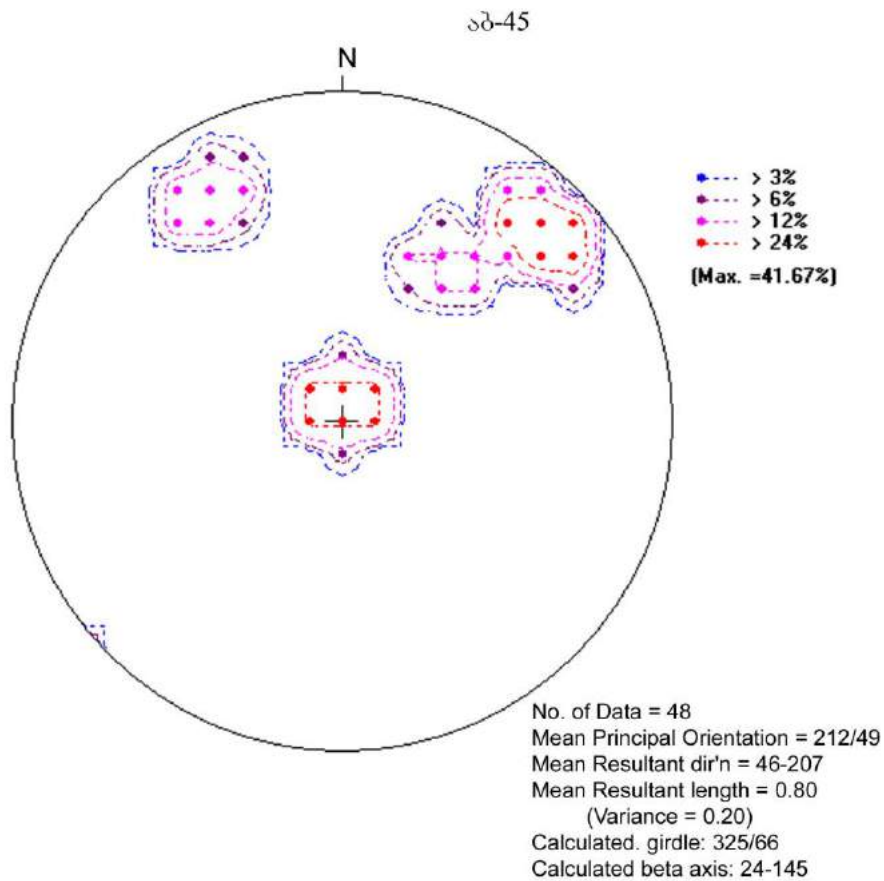 აბ-45
N
> 3%
> 6%
> 12%
> 24%
(Max. =41.67%)
No. of Data = 48
Mean Principal Orientation = 212/49
Mean Resultant dir'n = 46-207
Mean Resultant length = 0.80
(Variance = 0.20)
Calculated. girdle: 325/66
Calculated beta axis: 24-145